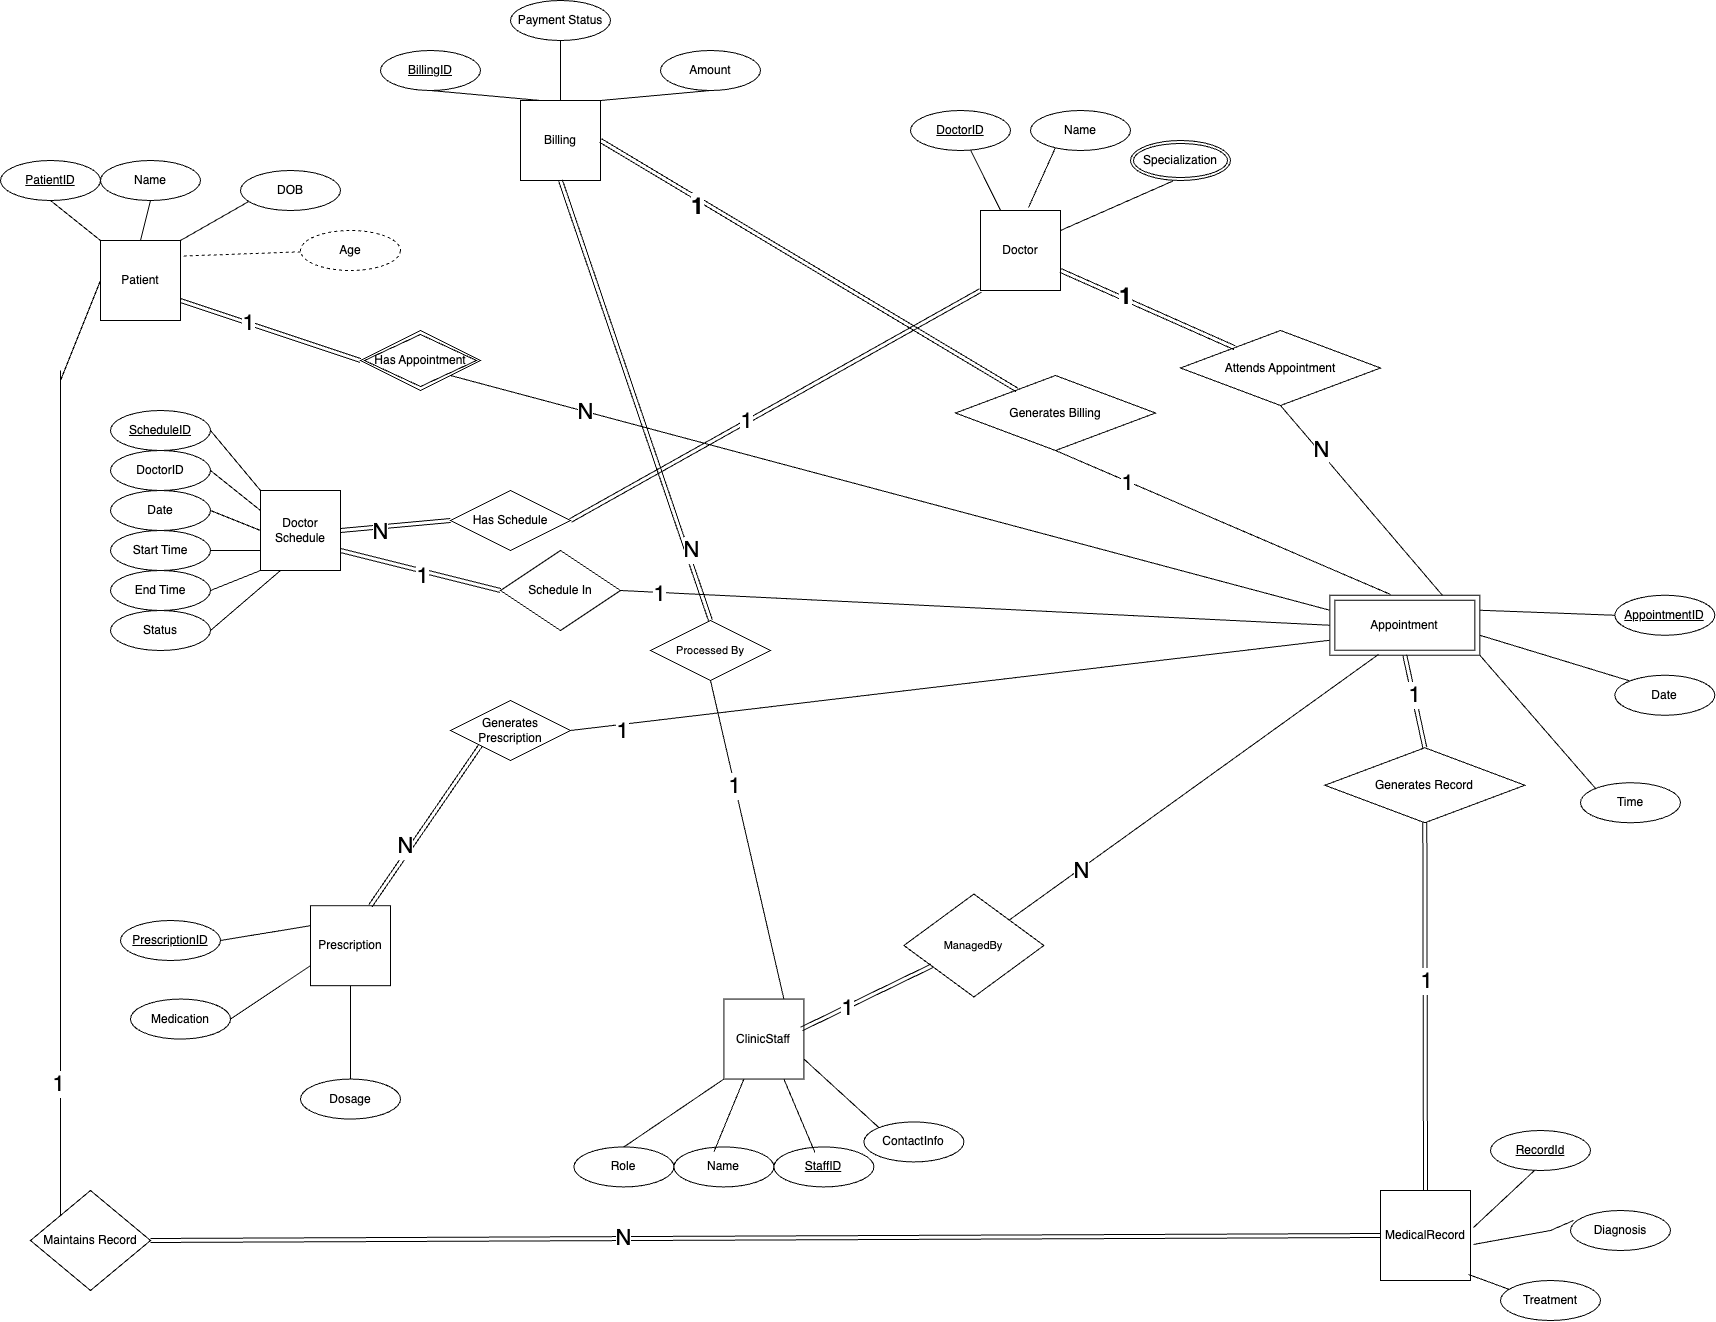 Payment Status
BillingID
Amount
Billing
DoctorID
Name
Specialization
Doctor
PatientID
Name
DOB
Age
Patient
1
1
1
1
Has Appointment
Attends Appointment
Generates Billing
N
1
N
ScheduleID
DoctorID
Date
Start Time
End Time
Status
Doctor
Schedule
N
Has Schedule
1
1
Schedule In
1
N
Processed By
Appointment
AppointmentID
Date
Time
1
Generates
Prescription
1
1
Generates Record
N
N
Prescription
PrescriptionID
Medication
Dosage
ManagedBy
1
1
ClinicStaff
Role
Name
StaffID
ContactInfo
1
RecordId
Diagnosis
Treatment
MedicalRecord
N
Maintains Record